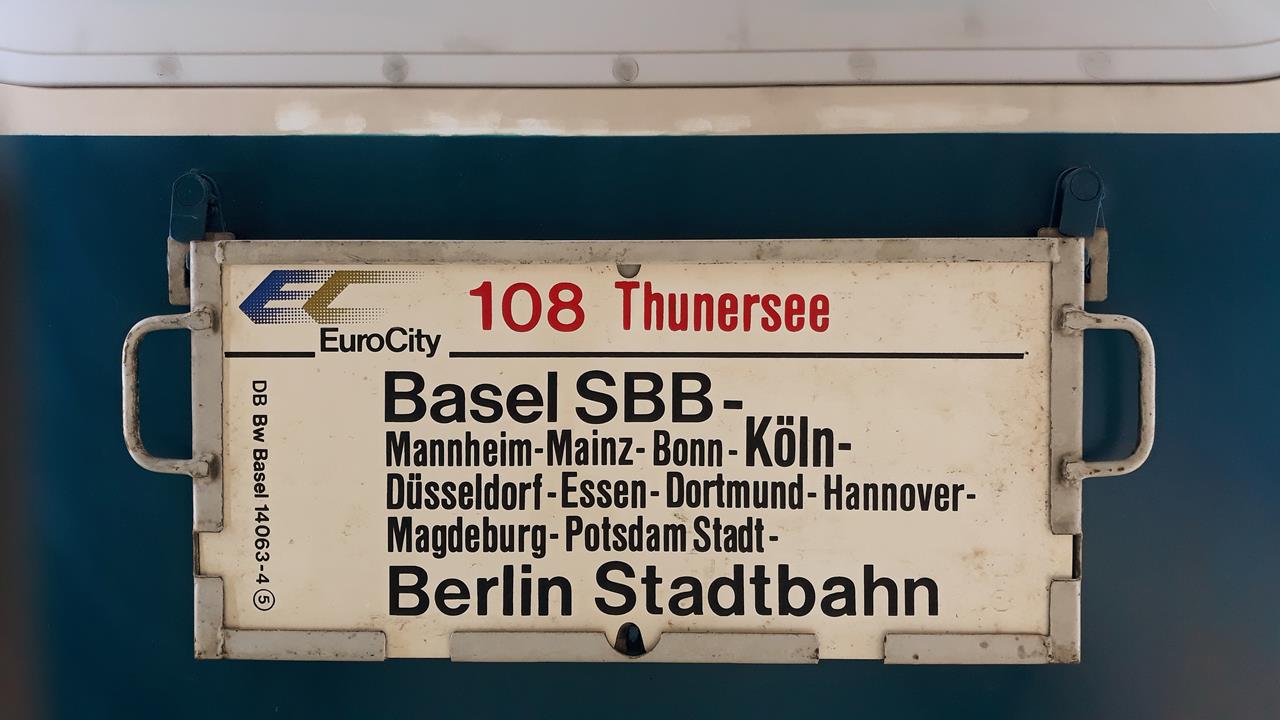 EC
EuroCity
108 Thunersee
DB Bw Basel 14063-4 ⑤
Basel SBB-
Mannheim-Mainz-Bonn-Köln-
Düsseldorf-Essen-Dortmund-Hannover-
Magdeburg-Potsdam Stadt-
Berlin Stadtbahn